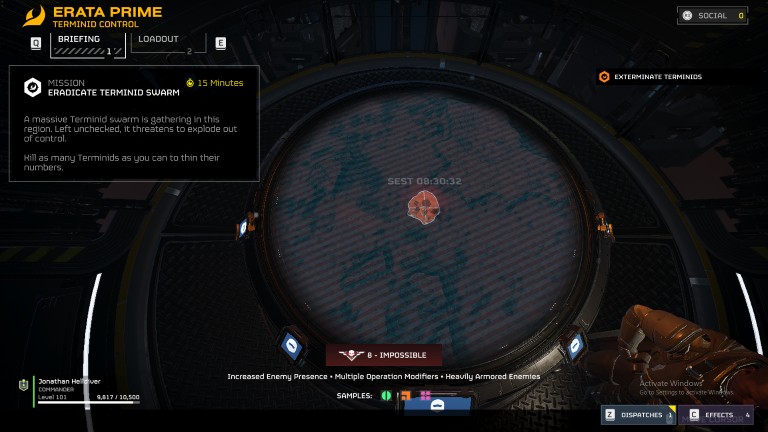 ERATA PRIME
TERMINID CONTROL
SOCIAL 0
Q BRIEFING 1 LOADOUT 2 E
MISSION 15 Minutes
ERADICATE TERMINID SWARM
EXTERMINATE TERMINIDS
A massive Terminid swarm is gathering in this
region. Left unchecked, it threatens to explode out
of control.
Kill as many Terminids as you can to thin their
numbers.
SEST 08:30:32
8 - IMPOSSIBLE
Increased Enemy Presence • Multiple Operation Modifiers • Heavily Armored Enemies
Jonathan Helldiver
COMMANDER
Level 101 9,817 / 10,500
SAMPLES:
Activate Windows
Go to Settings to activate Windows.
Z DISPATCHES 1 C EFFECTS 4
MOVE CURSOR